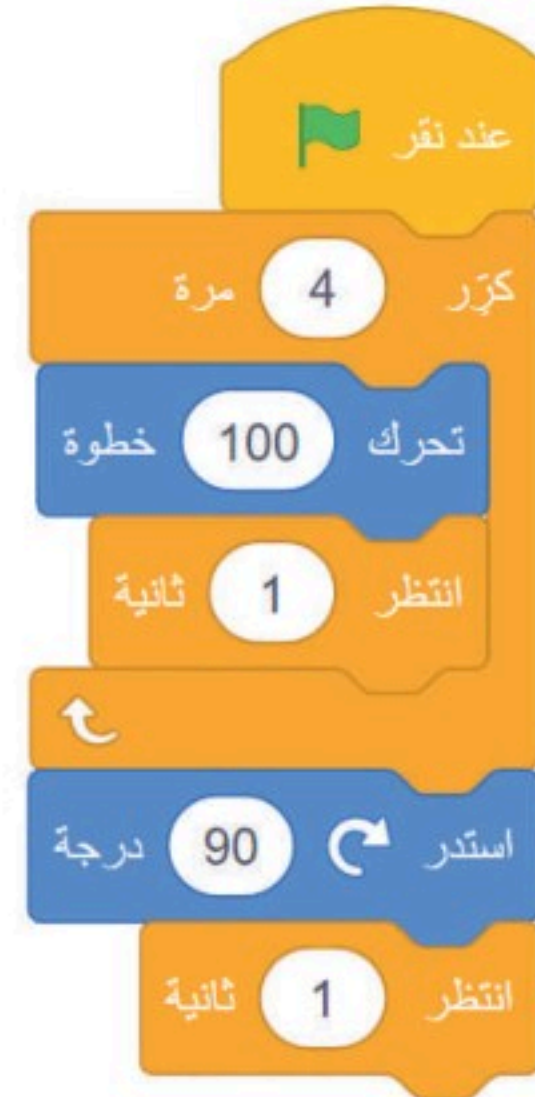 عند نقر
كرِّر 4 مرة
تحرك 100 خطوة
انتظر 1 ثانية
استدر 90 درجة
انتظر 1 ثانية